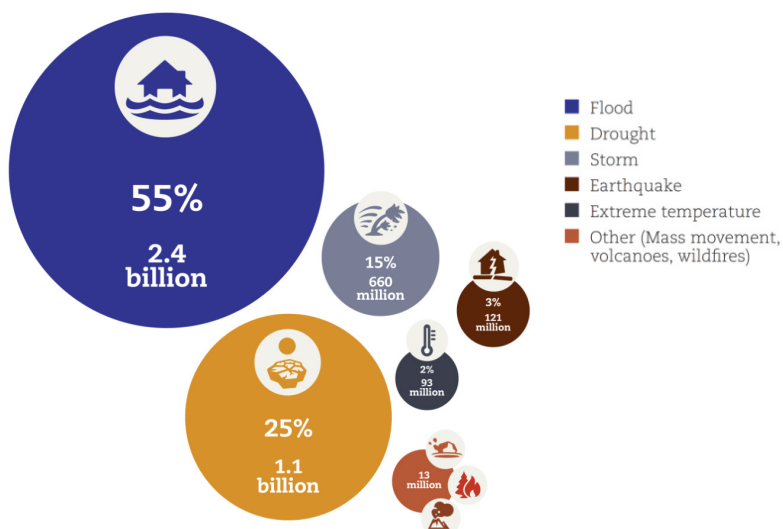 55%
2.4
billion
15%
660
million
3%
121
million
2%
93
million
25%
1.1
billion
13
million
Flood
Drought
Storm
Earthquake
Extreme temperature
Other (Mass movement,
volcanoes, wildfires)